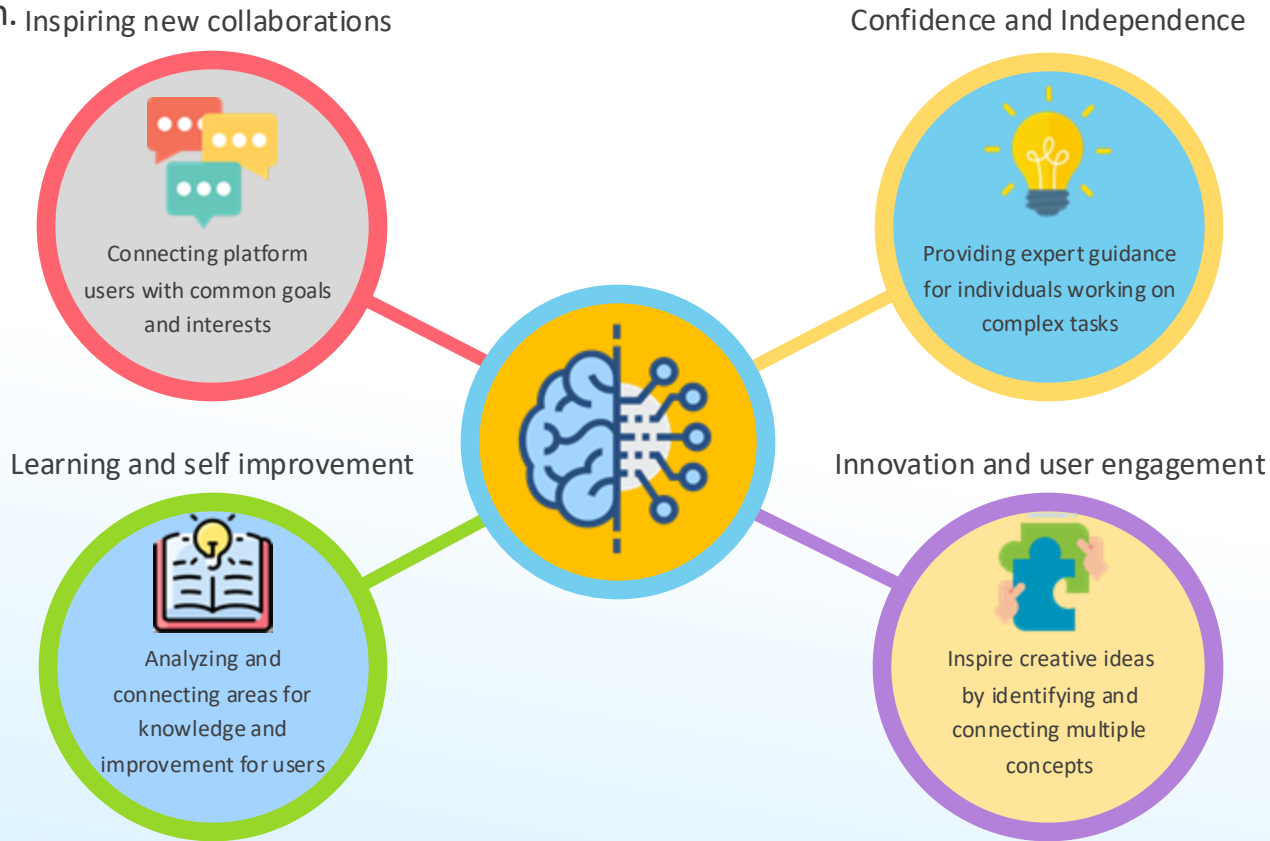 n.
Inspiring new collaborations
Connecting platform
users with common goals
and interests
Confidence and Independence
Providing expert guidance
for individuals working on
complex tasks
Learning and self improvement
Analyzing and
connecting areas for
knowledge and
improvement for users
Innovation and user engagement
Inspire creative ideas
by identifying and
connecting multiple
concepts